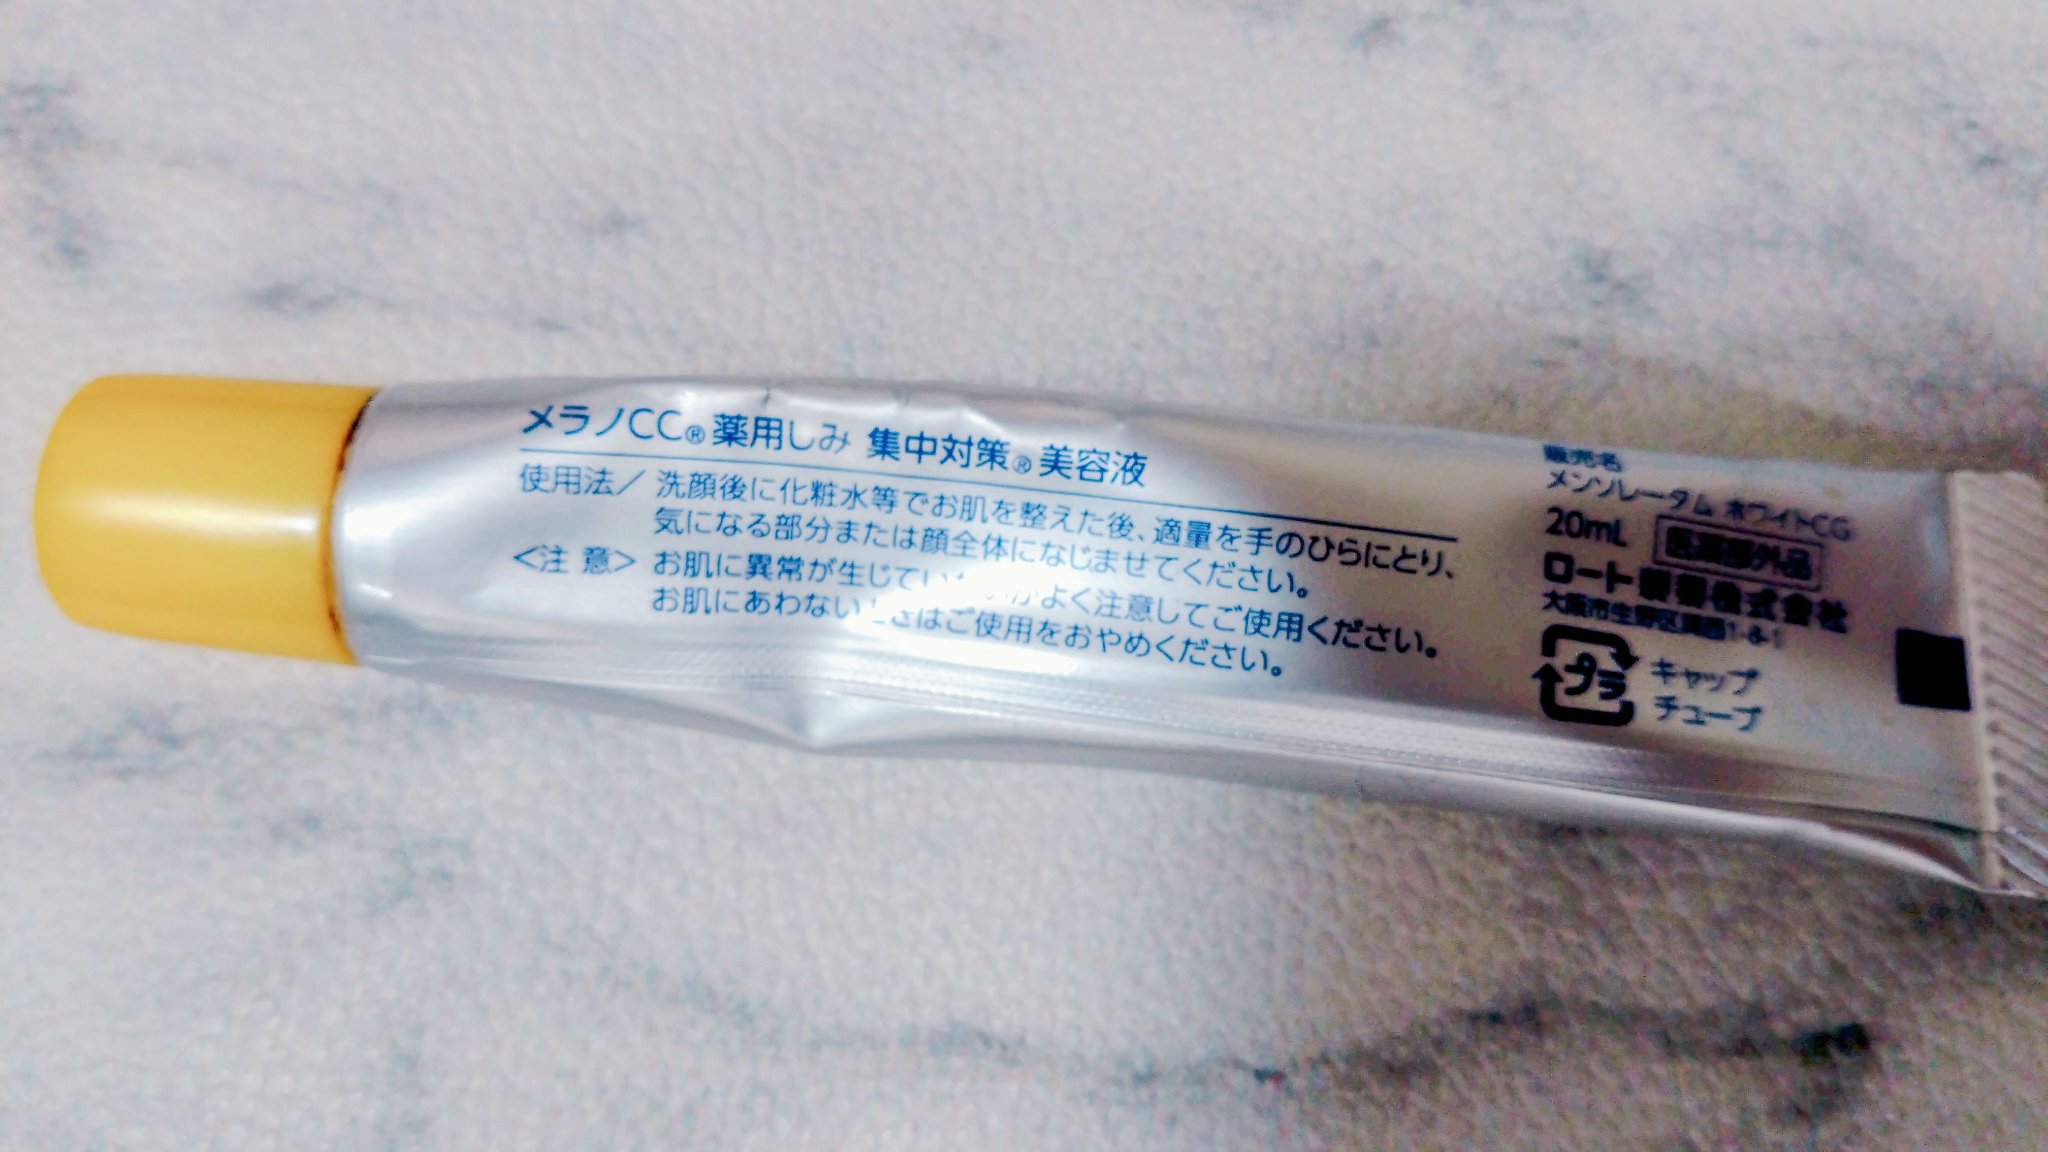 メラノCC® 薬用しみ 集中対策® 美容液
使用法／ 洗顔後に化粧水等でお肌を整えた後、適量を手のひらにとり、
気になる部分または顔全体になじませてください。
＜注 意＞ お肌に異常が生じてい かよく注意してご使用ください。
お肌にあわない ときはご使用をおやめください。
販売名
メンソレータム ホワイトCG
20mL 医薬部外品
ロート製薬株式会社
大阪市生野区巽西1-8-1
プラ キャップ
チューブ